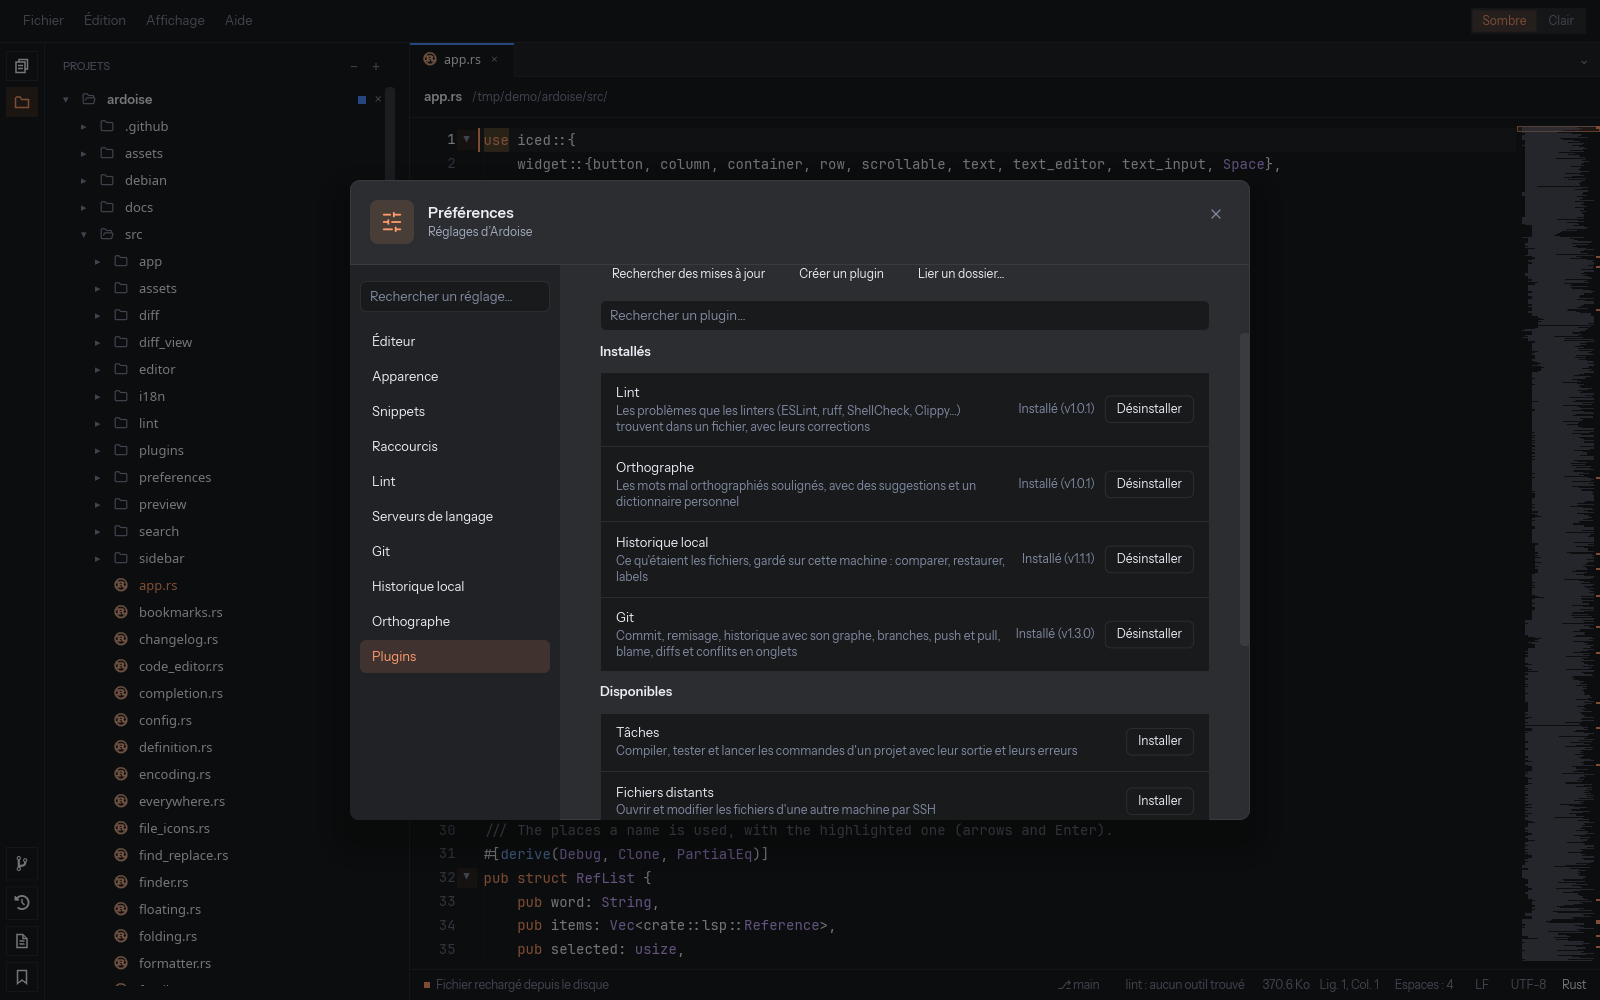 Fichier Édition Affichage Aide
Sombre Clair
PROJETS − +
app.rs ×
ardoise ×
app.rs /tmp/demo/ardoise/src/
.github
assets
debian
docs
src
app
assets
diff
diff_view
editor
i18n
lint
plugins
preferences
preview
search
sidebar
app.rs
bookmarks.rs
changelog.rs
code_editor.rs
completion.rs
config.rs
definition.rs
encoding.rs
everywhere.rs
file_icons.rs
find_replace.rs
finder.rs
floating.rs
folding.rs
formatter.rs
1 use iced::{
2 widget::{button, column, container, row, scrollable, text, text_editor, text_input, Space},
Préférences
Réglages d'Ardoise
×
Rechercher un réglage...
Éditeur
Apparence
Snippets
Raccourcis
Lint
Serveurs de langage
Git
Historique local
Orthographe
Plugins
Rechercher des mises à jour Créer un plugin Lier un dossier...
Rechercher un plugin...
Installés
Lint
Les problèmes que les linters (ESLint, ruff, ShellCheck, Clippy...)
trouvent dans un fichier, avec leurs corrections
Installé (v1.0.1) Désinstaller
Orthographe
Les mots mal orthographiés soulignés, avec des suggestions et un
dictionnaire personnel
Installé (v1.0.1) Désinstaller
Historique local
Ce qu'étaient les fichiers, gardé sur cette machine : comparer, restaurer,
labels
Installé (v1.1.1) Désinstaller
Git
Commit, remisage, historique avec son graphe, branches, push et pull,
blame, diffs et conflits en onglets
Installé (v1.3.0) Désinstaller
Disponibles
Tâches
Compiler, tester et lancer les commandes d'un projet avec leur sortie et leurs erreurs
Installer
Fichiers distants
Ouvrir et modifier les fichiers d'une autre machine par SSH
Installer
30 /// The places a name is used, with the highlighted one (arrows and Enter).
31 #[derive(Debug, Clone, PartialEq)]
32 pub struct RefList {
33 pub word: String,
34 pub items: Vec<crate::lsp::Reference>,
35 pub selected: usize,
Fichier rechargé depuis le disque
main lint : aucun outil trouvé 370.6 Ko Lig. 1, Col. 1 Espaces : 4 LF UTF-8 Rust